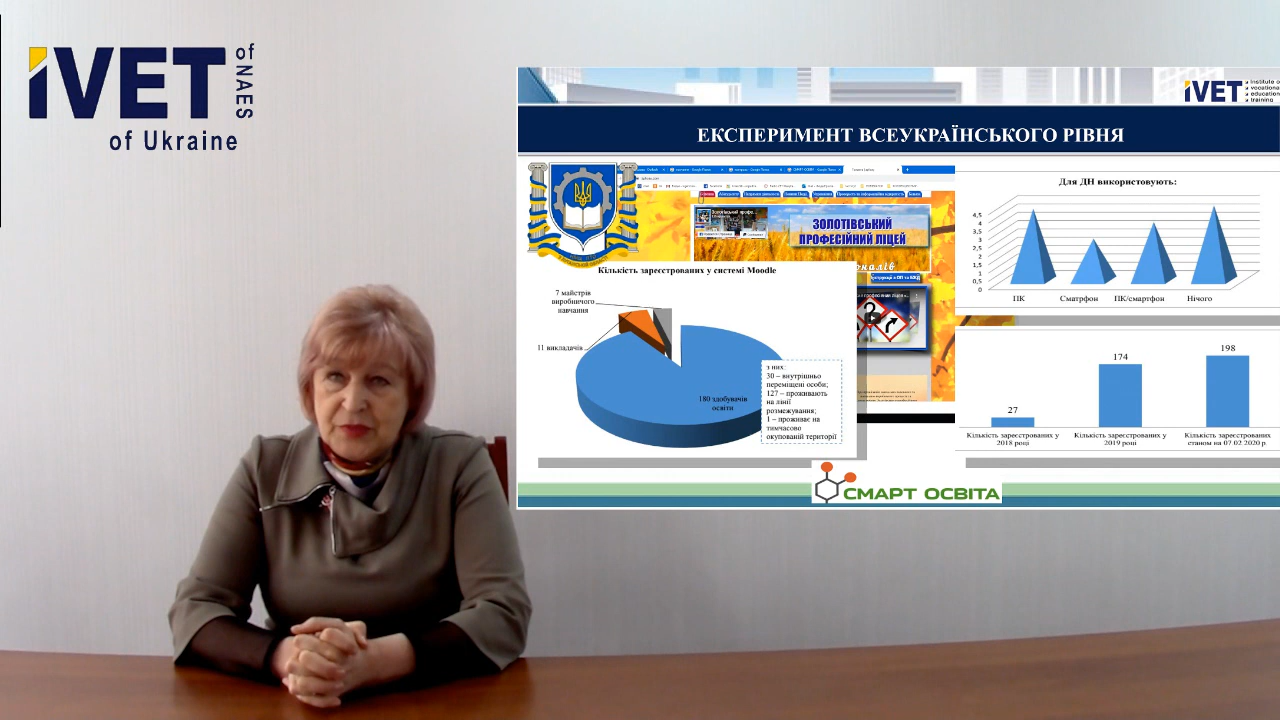 iVET
of NAES
of Ukraine
iVET
institute of
vocational
education
training
ЕКСПЕРИМЕНТ ВСЕУКРАЇНСЬКОГО РІВНЯ
ЗОЛОТІВСЬКИЙ
ПРОФЕСІЙНИЙ ЛІЦЕЙ
Кількість зареєстрованих у системі Moodle
7 майстрів
виробничого
навчання
11 викладачів
180 здобувачів
освіти
з них:
30 – внутрішньо
переміщені особи;
127 – проживають
на лінії
розмежування;
1 – проживає на
тимчасово
окупованій території
Для ДН використовують:
4,5
4
3,5
3
2,5
2
1,5
1
0,5
0
ПК
Сматрфон
ПК/смартфон
Нічого
27
174
198
Кількість зареєстрованих у
2018 році
Кількість зареєстрованих у
2019 році
Кількість зареєстрованих
станом на 07 02 2020 р
СМАРТ ОСВІТА